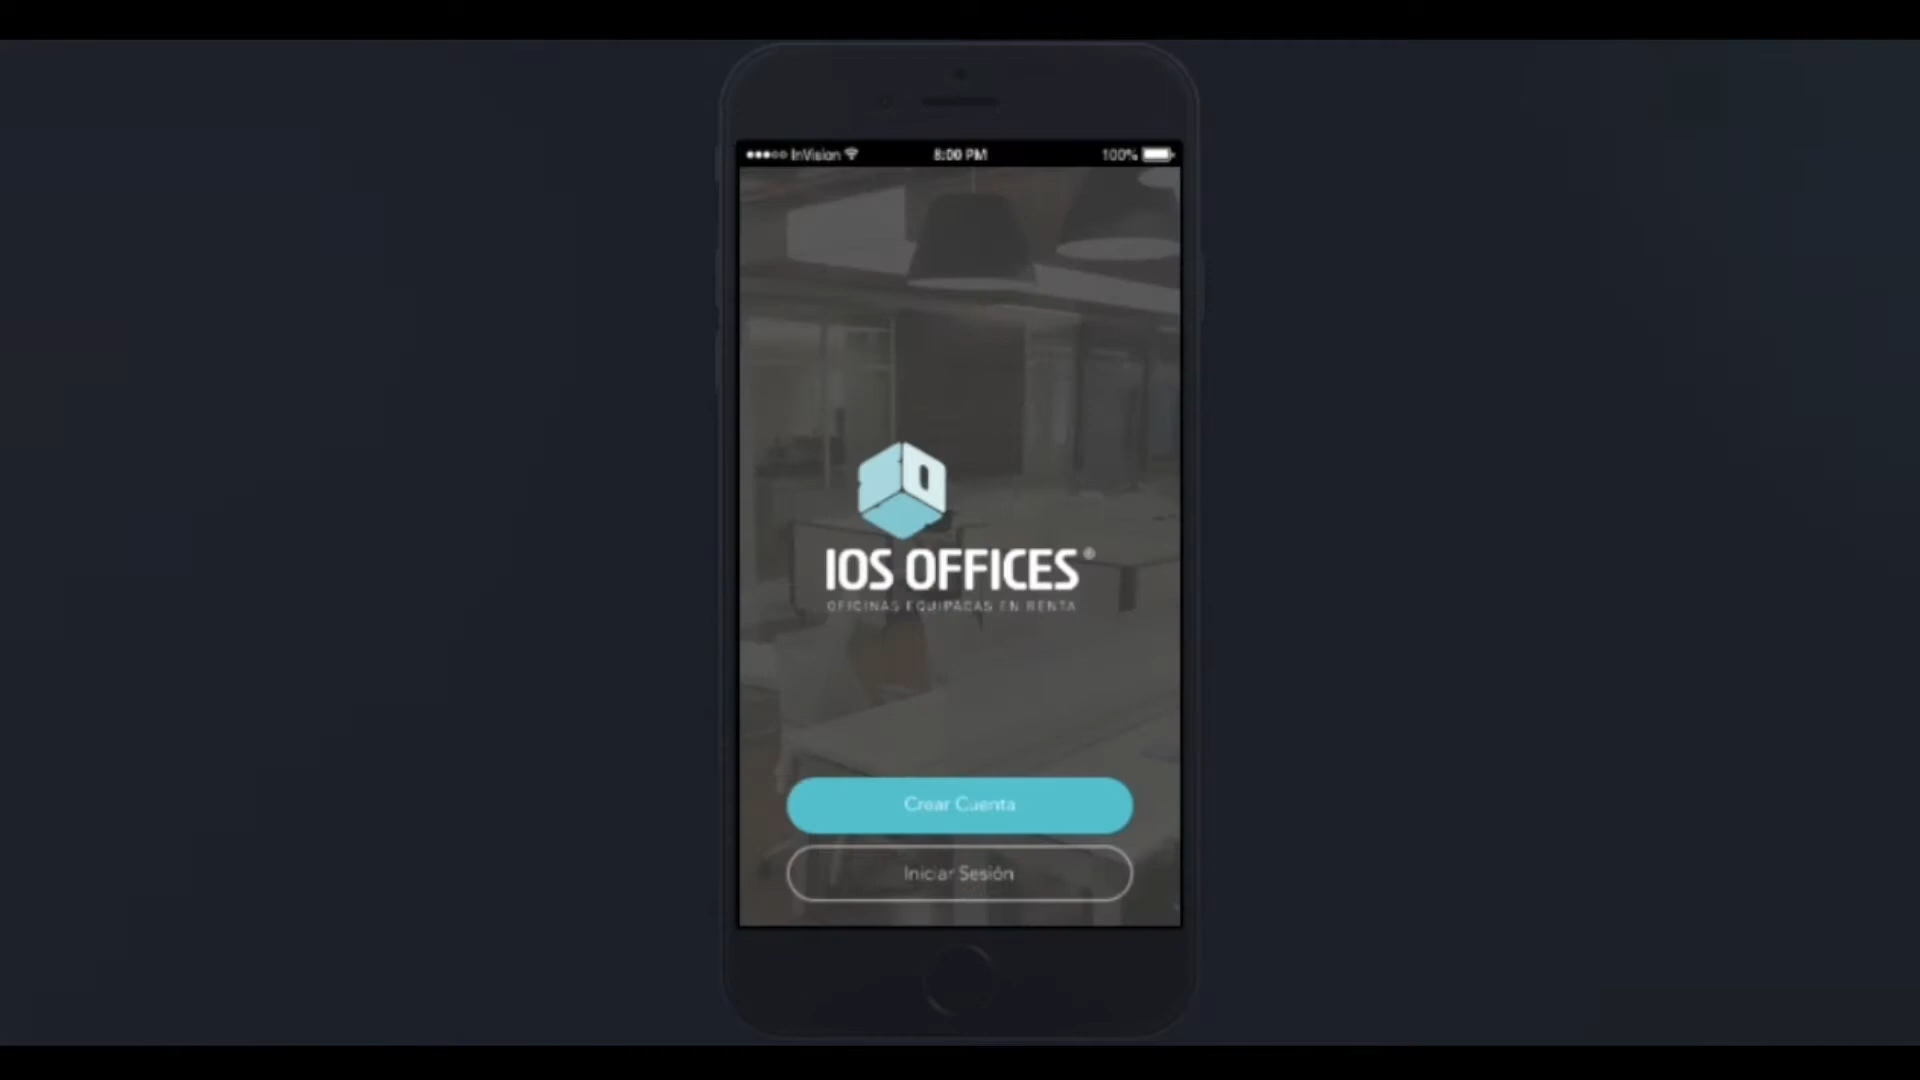 InVision 8:00 PM 100%
IOS OFFICES®
OFICINAS EQUIPADAS EN RENTA
Crear Cuenta
Iniciar Sesión